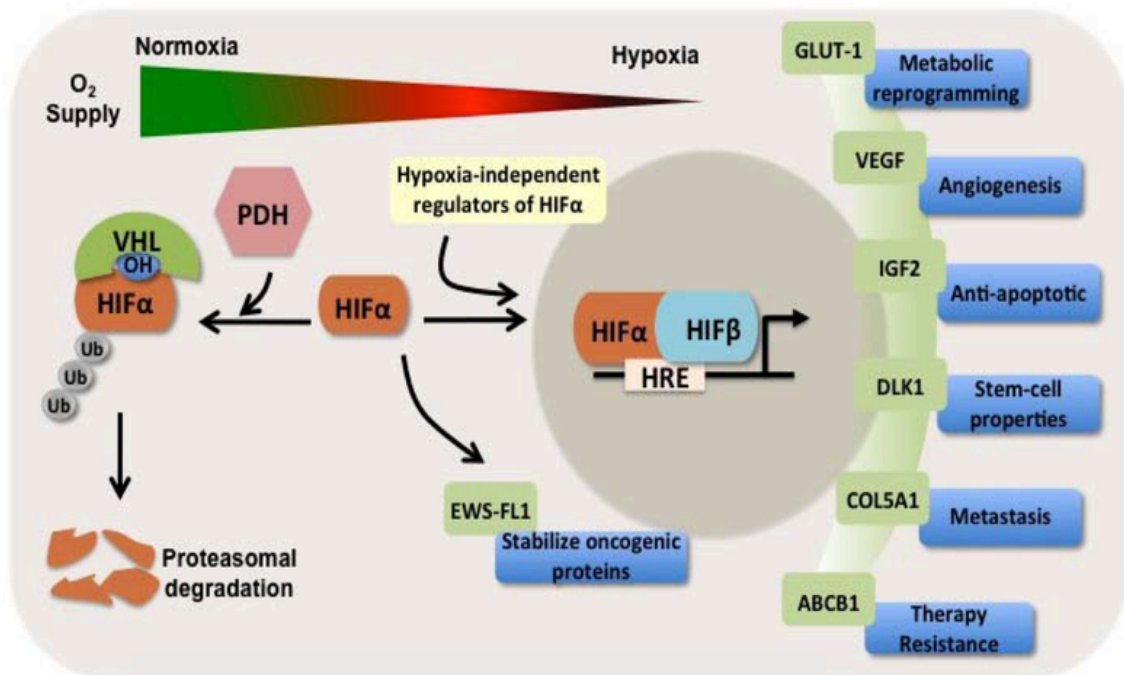 Normoxia
Hypoxia
O2
Supply
GLUT-1
Metabolic
reprogramming
VEGF
Angiogenesis
IGF2
Anti-apoptotic
DLK1
Stem-cell
properties
COL5A1
Metastasis
ABCB1
Therapy
Resistance
PDH
Hypoxia-independent
regulators of HIFα
VHL
OH
HIFα
Ub
Ub
Ub
HIFα
HIFα
HIFβ
HRE
EWS-FL1
Stabilize oncogenic
proteins
Proteasomal
degradation